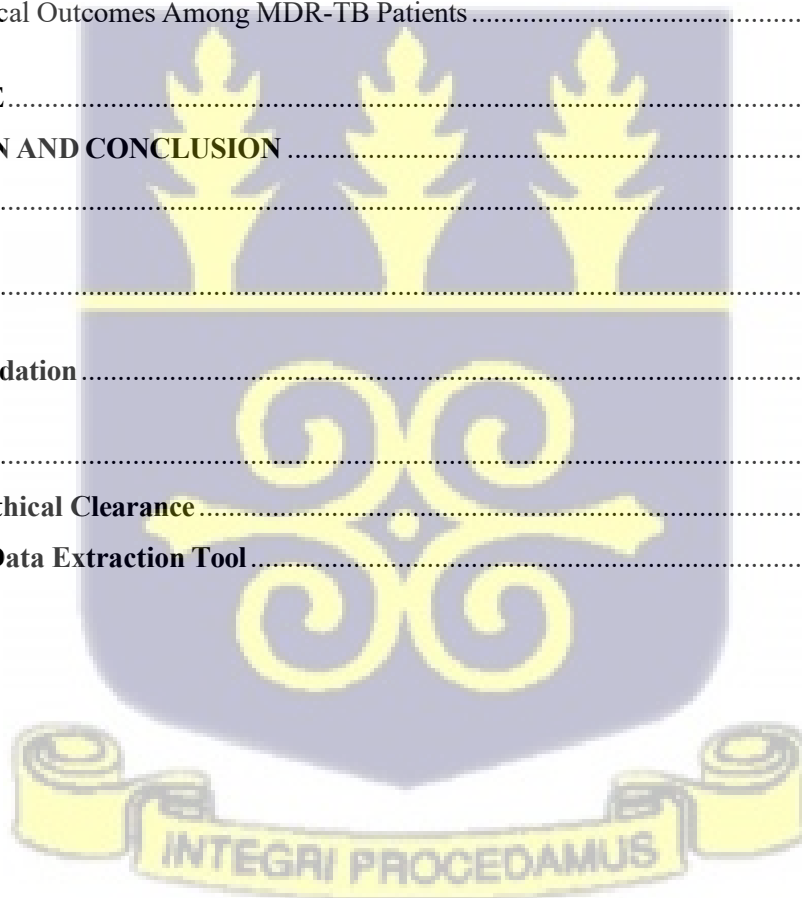 cal Outcomes Among MDR-TB Patients
E
N AND CONCLUSION
dation
thical Clearance
Data Extraction Tool
INTEGRI PROCEDAMUS